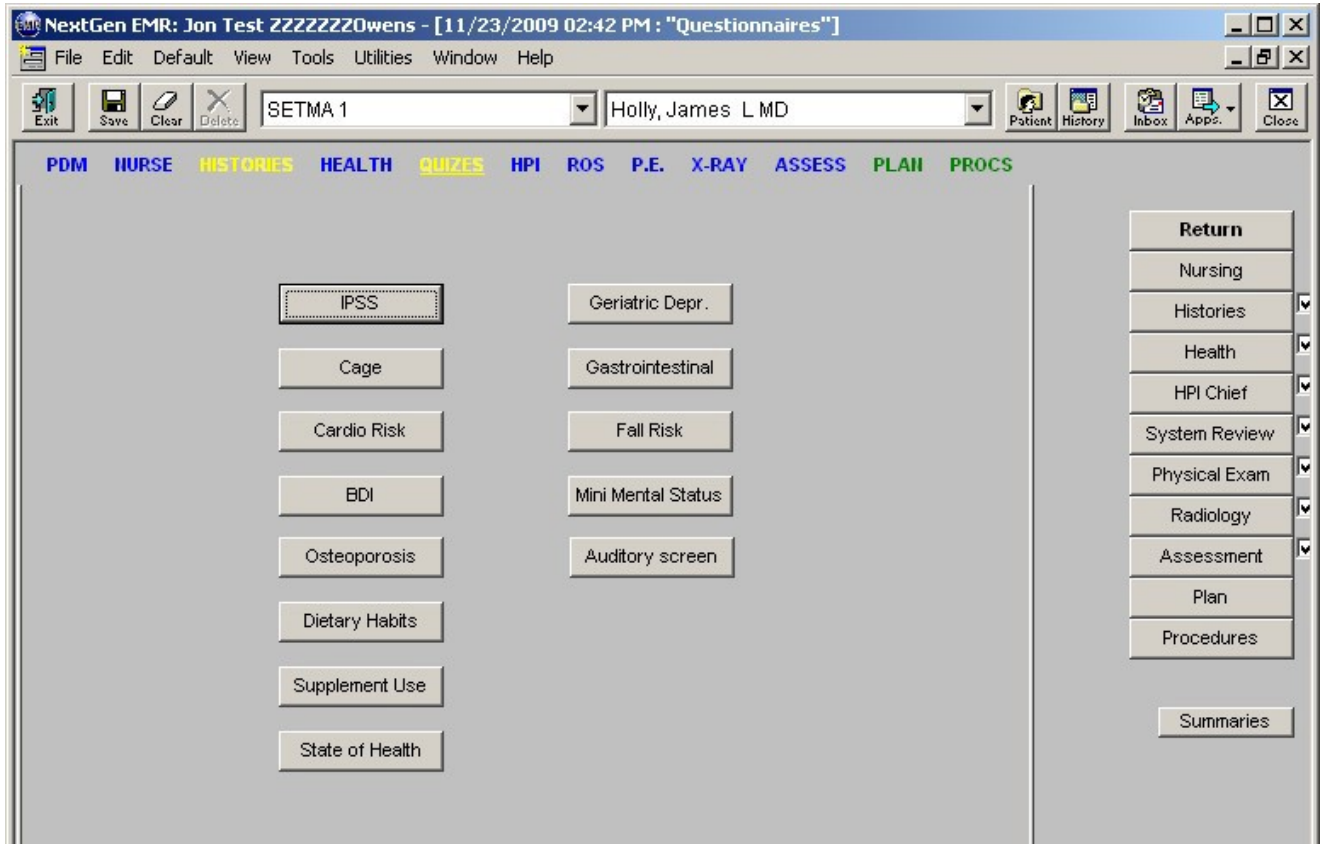 NextGen EMR: Jon Test ZZZZZZZOwens - [11/23/2009 02:42 PM : "Questionnaires"]
File Edit Default View Tools Utilities Window Help
Exit Save Clear Delete SETMA 1 Holly, James L MD Patient History Inbox Apps. Close
PDM NURSE HISTORIES HEALTH QUIZES HPI ROS P.E. X-RAY ASSESS PLAN PROCS
IPSS
Cage
Cardio Risk
BDI
Osteoporosis
Dietary Habits
Supplement Use
State of Health
Geriatric Depr.
Gastrointestinal
Fall Risk
Mini Mental Status
Auditory screen
Return
Nursing
Histories
Health
HPI Chief
System Review
Physical Exam
Radiology
Assessment
Plan
Procedures
Summaries